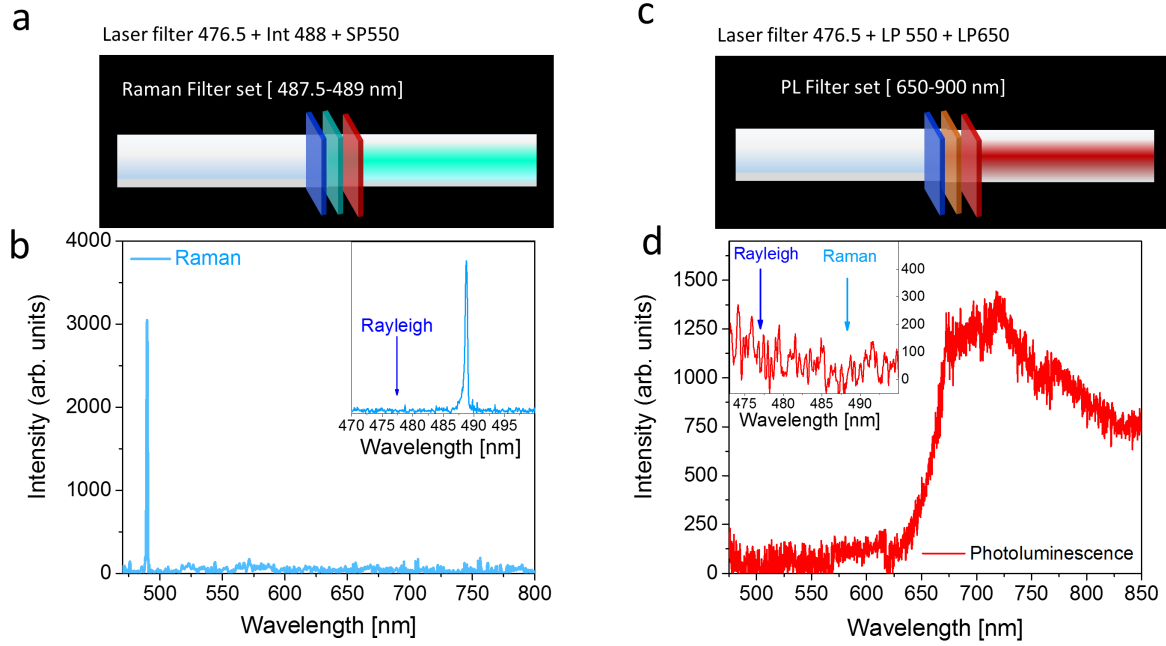 a
Laser filter 476.5 + Int 488 + SP550
Raman Filter set [ 487.5-489 nm]
b
4000
3000
2000
1000
0
Intensity (arb. units)
Raman
Rayleigh
470 475 480 485 490 495
Wavelength [nm]
500 550 600 650 700 750 800
Wavelength [nm]
c
Laser filter 476.5 + LP 550 + LP650
PL Filter set [ 650-900 nm]
d
1500
1250
1000
750
500
250
0
Intensity (arb. units)
Rayleigh Raman
400
300
200
100
0
475 480 485 490
Wavelength [nm]
Photoluminescence
500 550 600 650 700 750 800 850
Wavelength [nm]